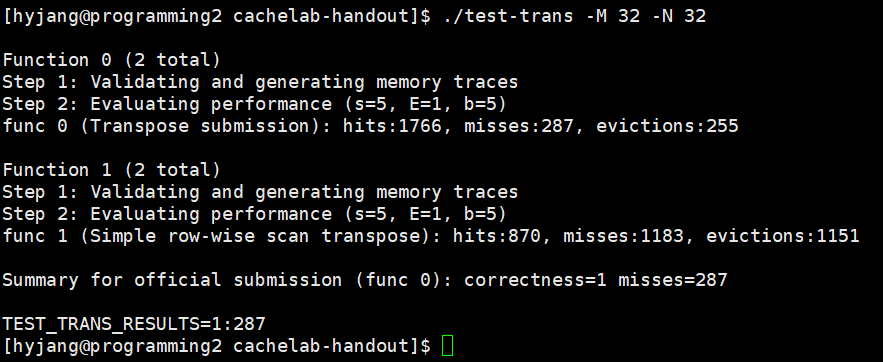 [hyjang@programming2 cachelab-handout]$ ./test-trans -M 32 -N 32
Function 0 (2 total)
Step 1: Validating and generating memory traces
Step 2: Evaluating performance (s=5, E=1, b=5)
func 0 (Transpose submission): hits:1766, misses:287, evictions:255
Function 1 (2 total)
Step 1: Validating and generating memory traces
Step 2: Evaluating performance (s=5, E=1, b=5)
func 1 (Simple row-wise scan transpose): hits:870, misses:1183, evictions:1151
Summary for official submission (func 0): correctness=1 misses=287
TEST_TRANS_RESULTS=1:287
[hyjang@programming2 cachelab-handout]$